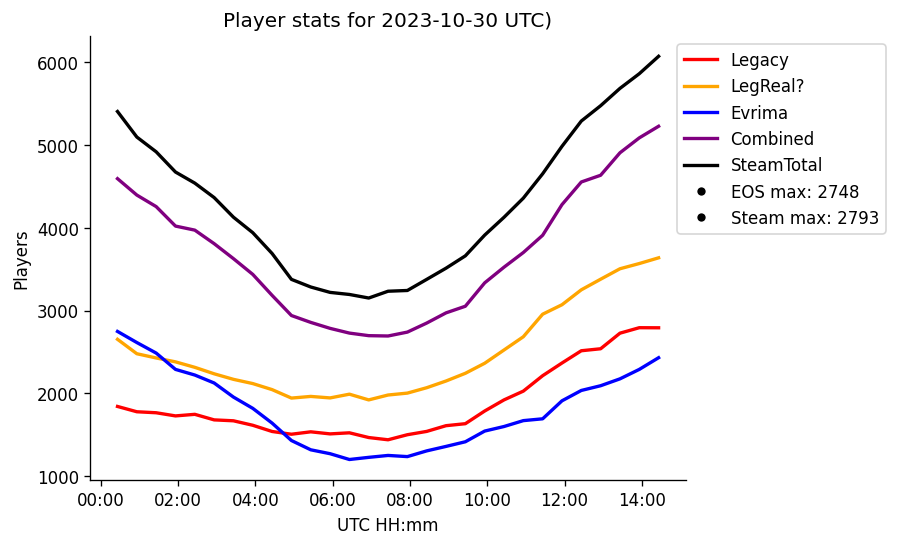 Player stats for 2023-10-30 UTC)
6000
5000
4000
3000
2000
1000
Players
00:00 02:00 04:00 06:00 08:00 10:00 12:00 14:00
UTC HH:mm
Legacy
LegReal?
Evrima
Combined
SteamTotal
EOS max: 2748
Steam max: 2793